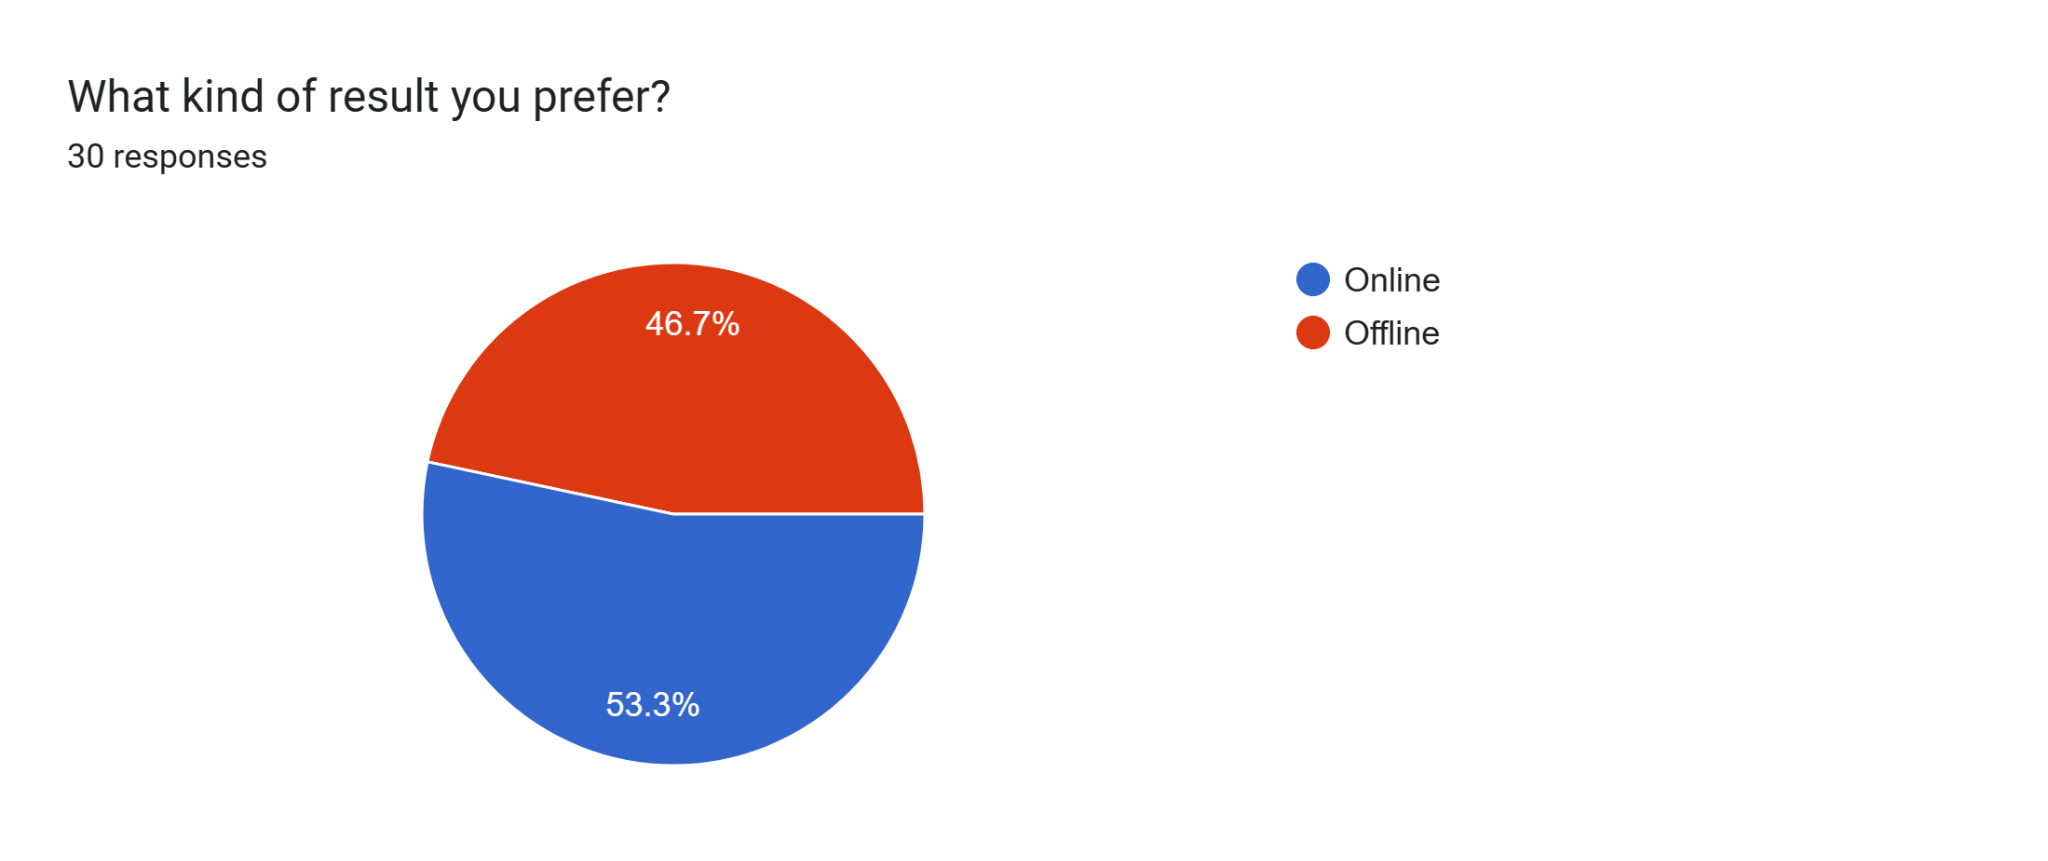 What kind of result you prefer?
30 responses
46.7%
53.3%
Online
Offline